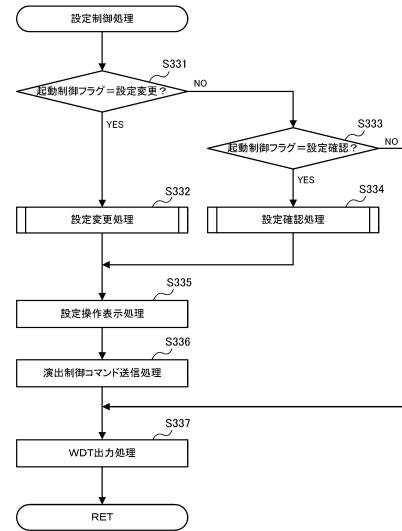 設定制御処理
S331
起動制御フラグ＝設定変更？
NO
YES
S333
起動制御フラグ＝設定確認？
NO
YES
S332
設定変更処理
S334
設定確認処理
S335
設定操作表示処理
S336
演出制御コマンド送信処理
S337
WDT出力処理
RET